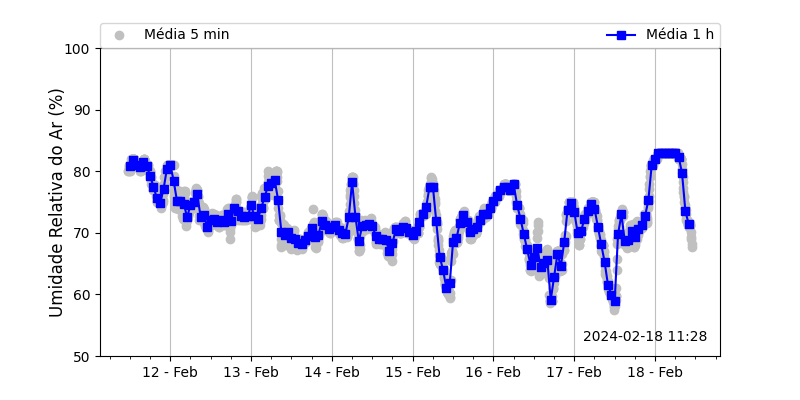 Média 5 min
Média 1 h
Umidade Relativa do Ar (%)
100
90
80
70
60
50
2024-02-18 11:28
12 - Feb
13 - Feb
14 - Feb
15 - Feb
16 - Feb
17 - Feb
18 - Feb